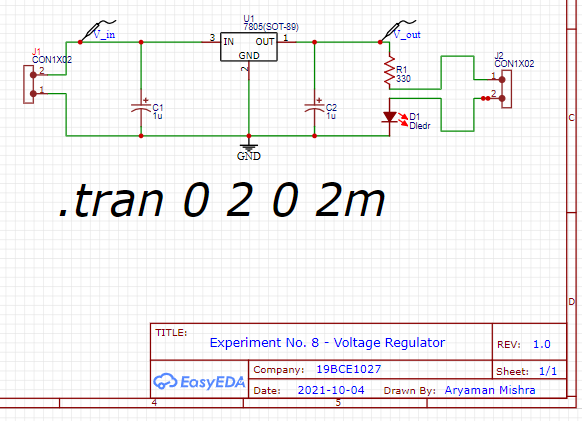 V_in
U1
7805(SOT-89)
V_out
J1
CON1X02
2
1
3
IN
OUT
1
GND
2
C1
1u
C2
1u
R1
330
J2
CON1X02
1
2
D1
Dledr
GND
C
.tran 0 2 0 2m
D
TITLE:
Experiment No. 8 - Voltage Regulator
REV: 1.0
EasyEDA
Company: 19BCE1027
Sheet: 1/1
Date: 2021-10-04 Drawn By: Aryaman Mishra
4
5